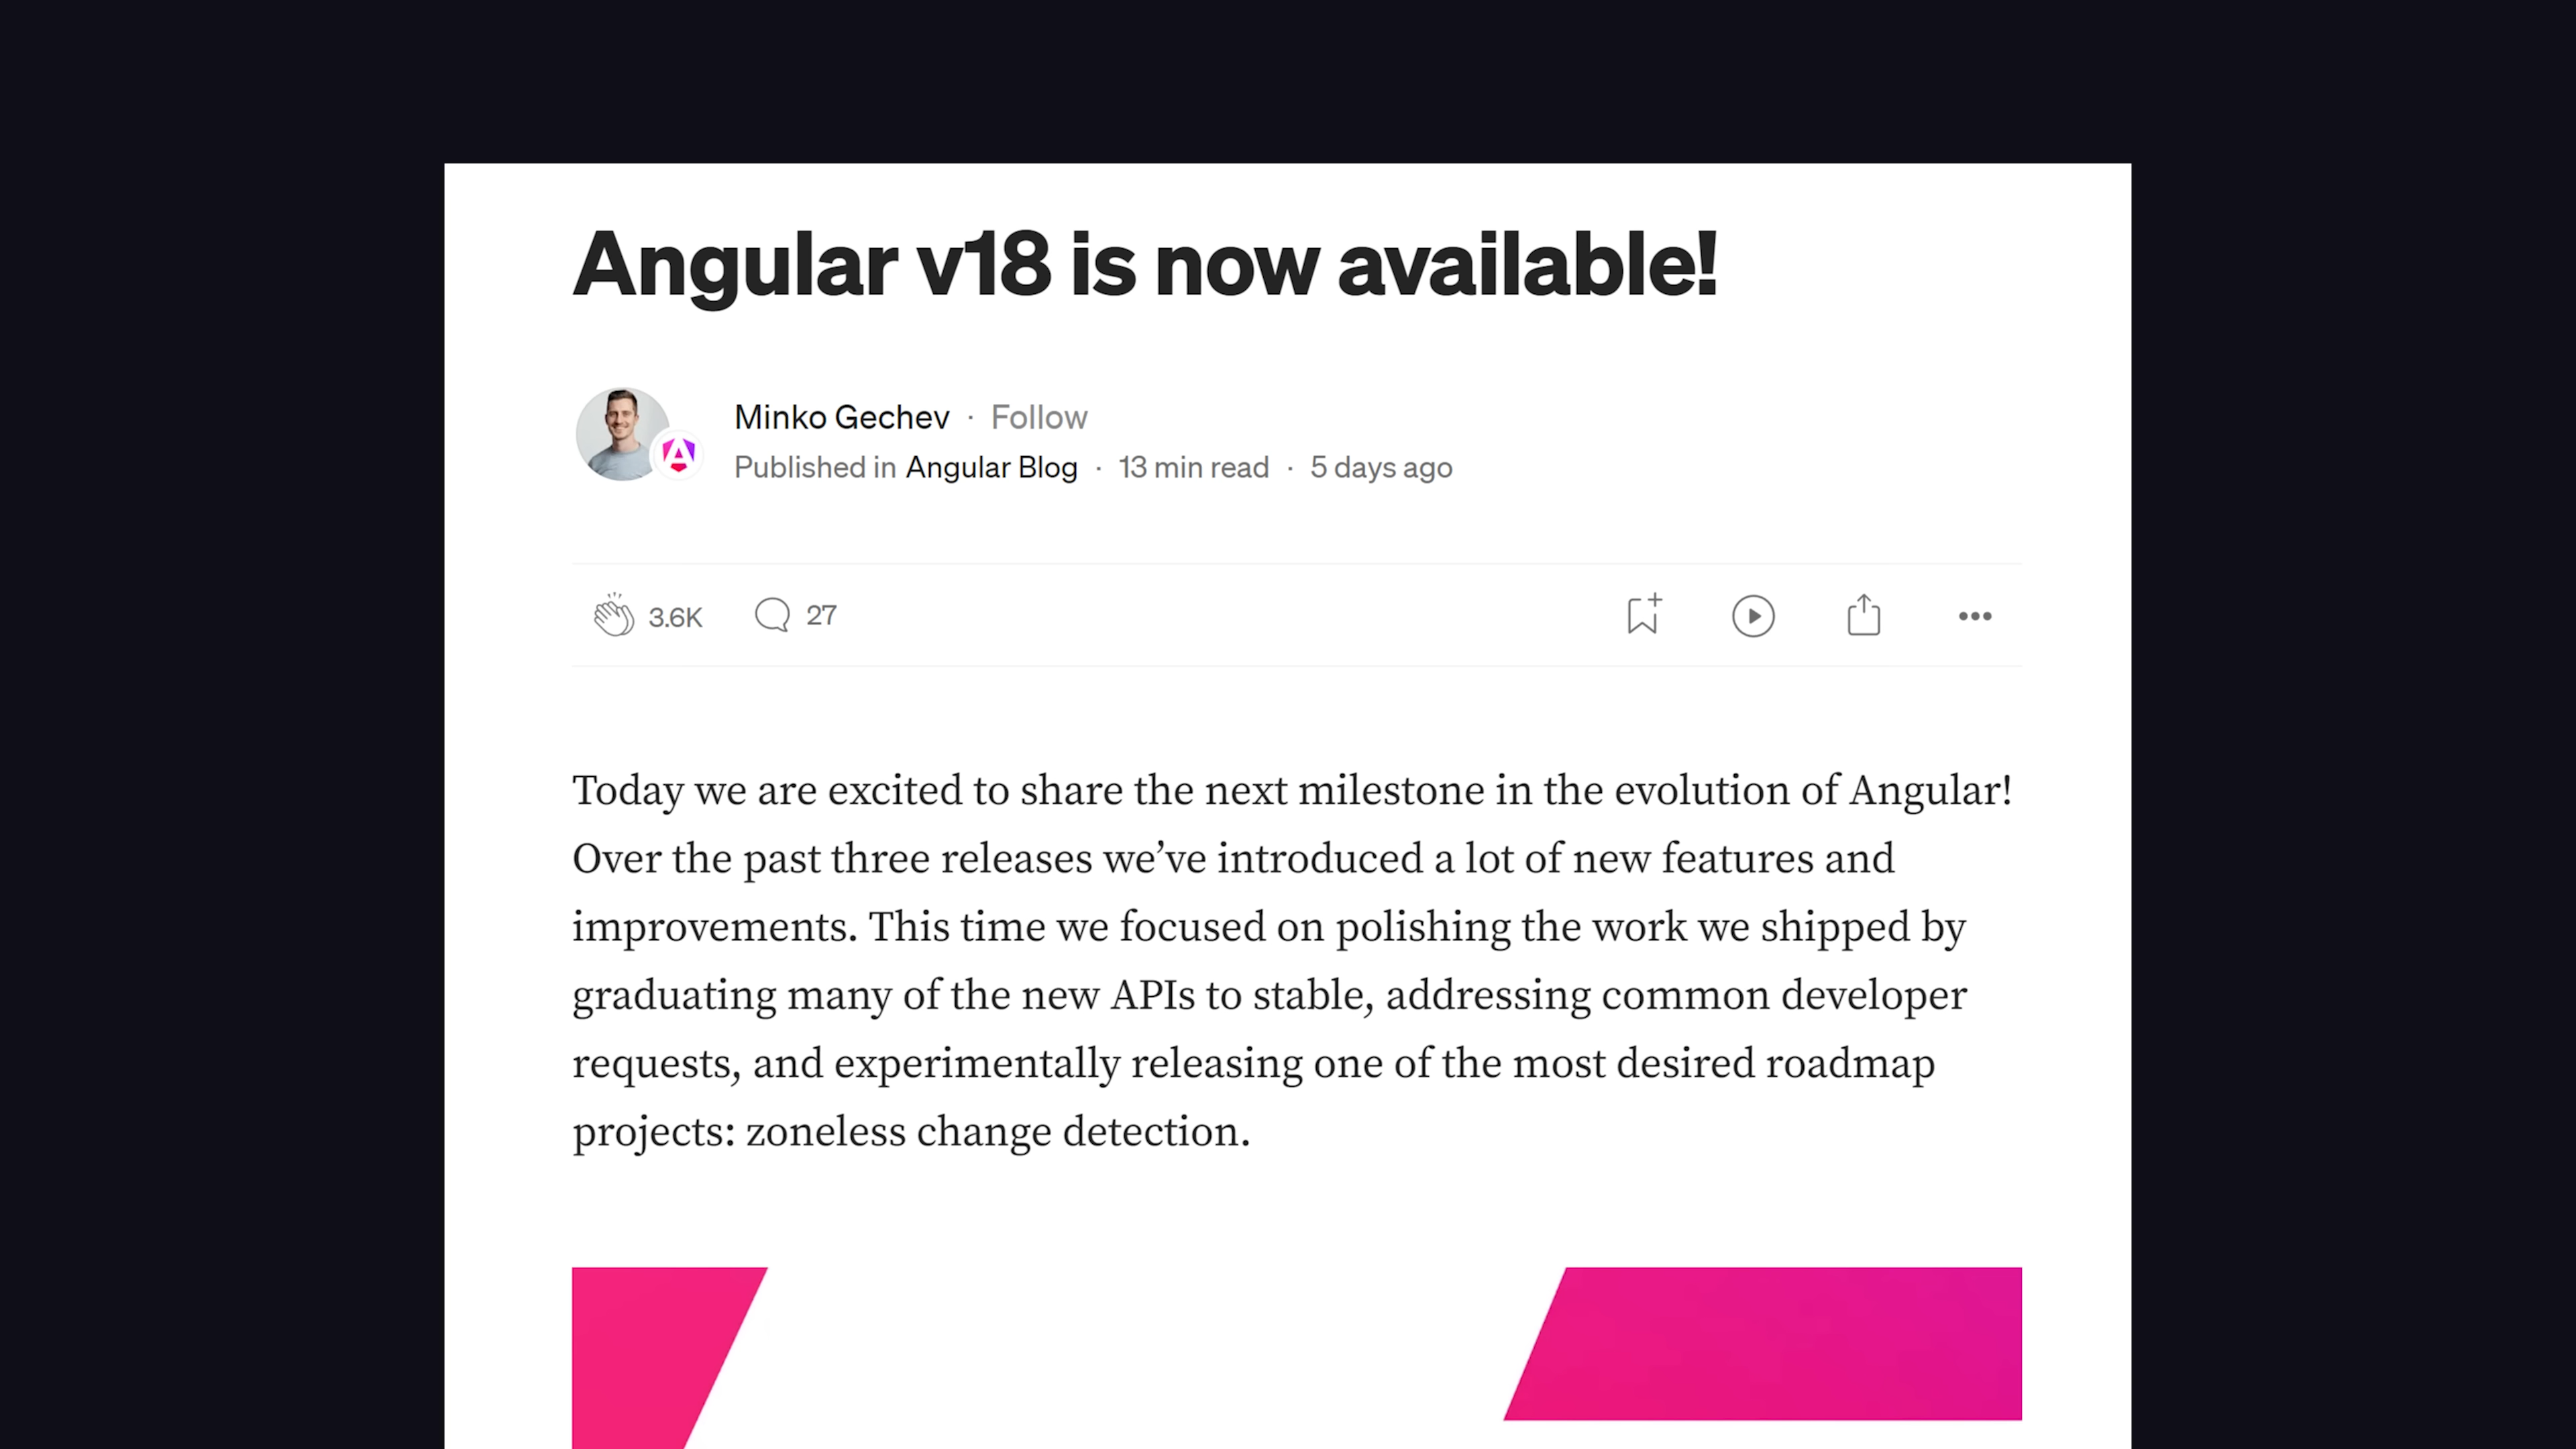 Angular v18 is now available!
Minko Gechev · Follow
Published in Angular Blog · 13 min read · 5 days ago
3.6K 27
Today we are excited to share the next milestone in the evolution of Angular!
Over the past three releases we’ve introduced a lot of new features and
improvements. This time we focused on polishing the work we shipped by
graduating many of the new APIs to stable, addressing common developer
requests, and experimentally releasing one of the most desired roadmap
projects: zoneless change detection.